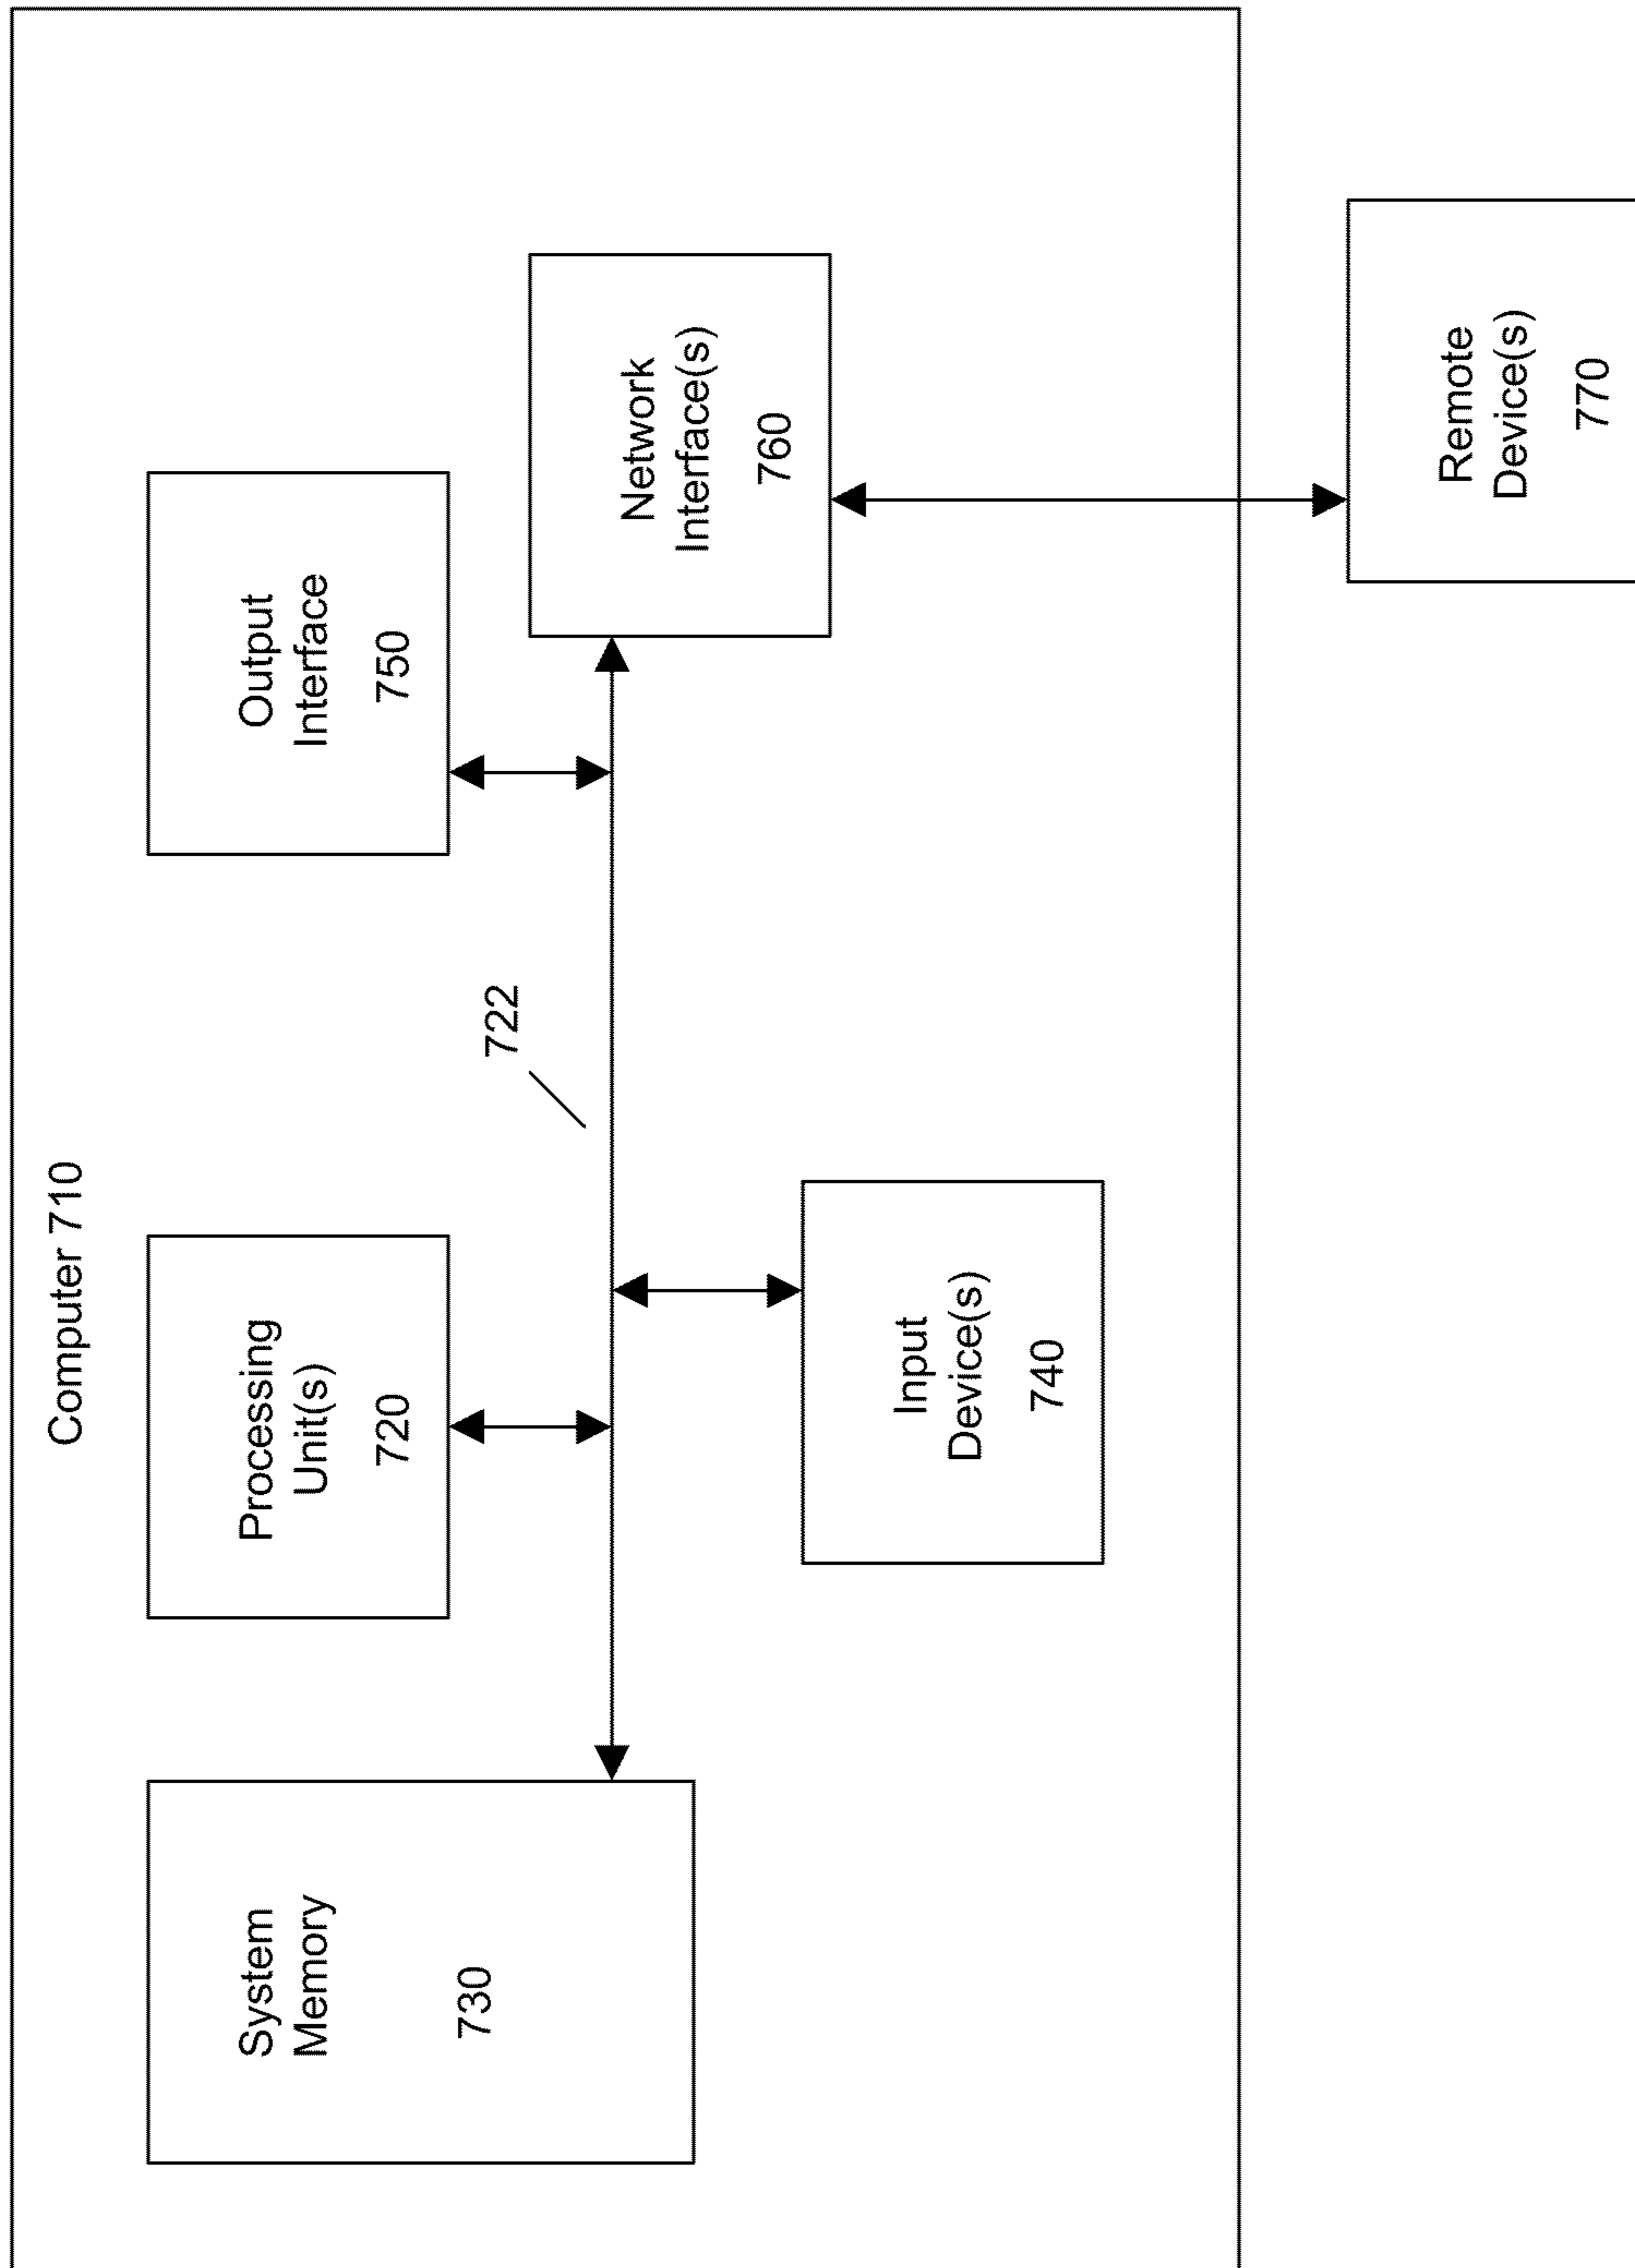 Computer 710
System
Memory
730
Processing
Unit(s)
720
722
Output
Interface
750
Input
Device(s)
740
Network
Interface(s)
760
Remote
Device(s)
770